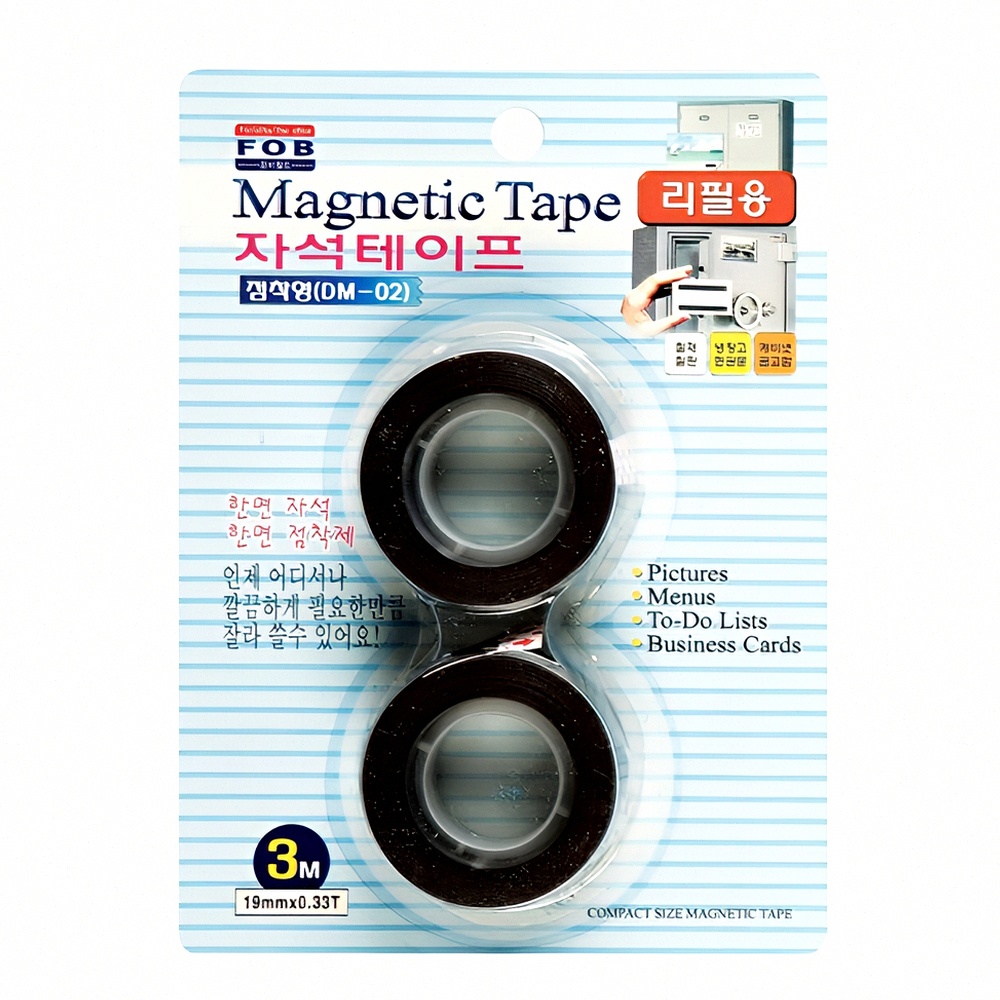 FOB
Magnetic Tape
리필용
자석테이프
점착형(DM-02)
냉장고
한면 자석
한면 점착제
언제 어디서나
깔끔하게 필요한만큼
잘라 쓸수 있어요!
Pictures
Menus
To-Do Lists
Business Cards
3M
19mmx0.33T
COMPACT SIZE MAGNETIC TAPE